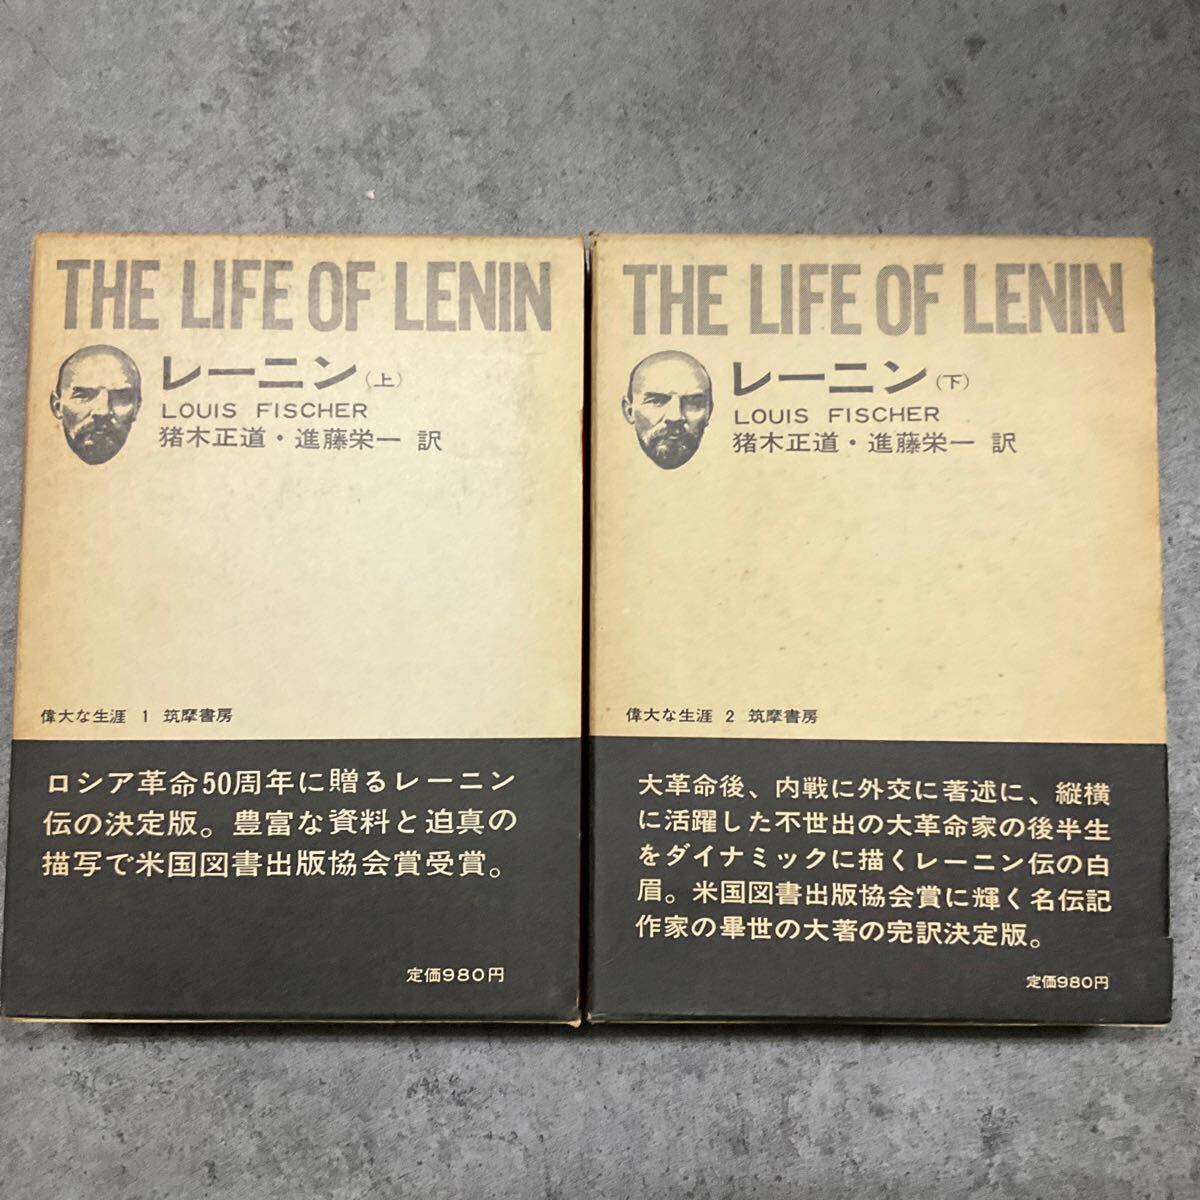 THE LIFE OF LENIN
レーニン(上)
LOUIS FISCHER
猪木正道・進藤栄一 訳
偉大な生涯 1 筑摩書房
ロシア革命50周年に贈るレーニン
伝の決定版。豊富な資料と迫真の
描写で米国図書出版協会賞受賞。
定価980円
THE LIFE OF LENIN
レーニン(下)
LOUIS FISCHER
猪木正道・進藤栄一 訳
偉大な生涯 2 筑摩書房
大革命後、内戦に外交に著述に、縦横
に活躍した不世出の大革命家の後半生
をダイナミックに描くレーニン伝の白
眉。米国図書出版協会賞に輝く名伝記
作家の畢世の大著の完訳決定版。
定価980円